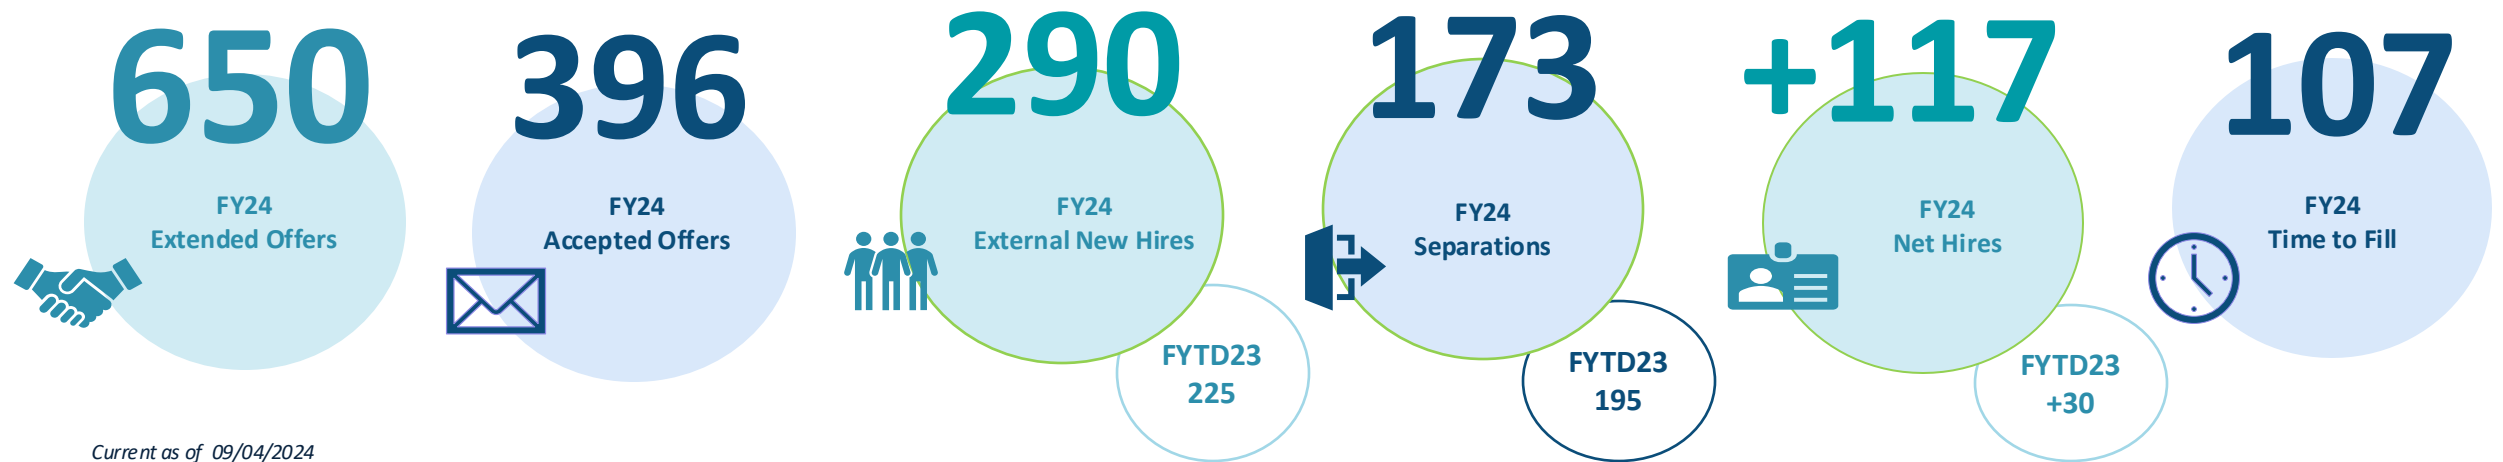 650
FY24
Extended Offers
396
FY24
Accepted Offers
290
FY24
External New Hires
FYTD23
225
173
FY24
Separations
FYTD23
195
+117
FY24
Net Hires
FYTD23
+30
107
FY24
Time to Fill
Current as of 09/04/2024